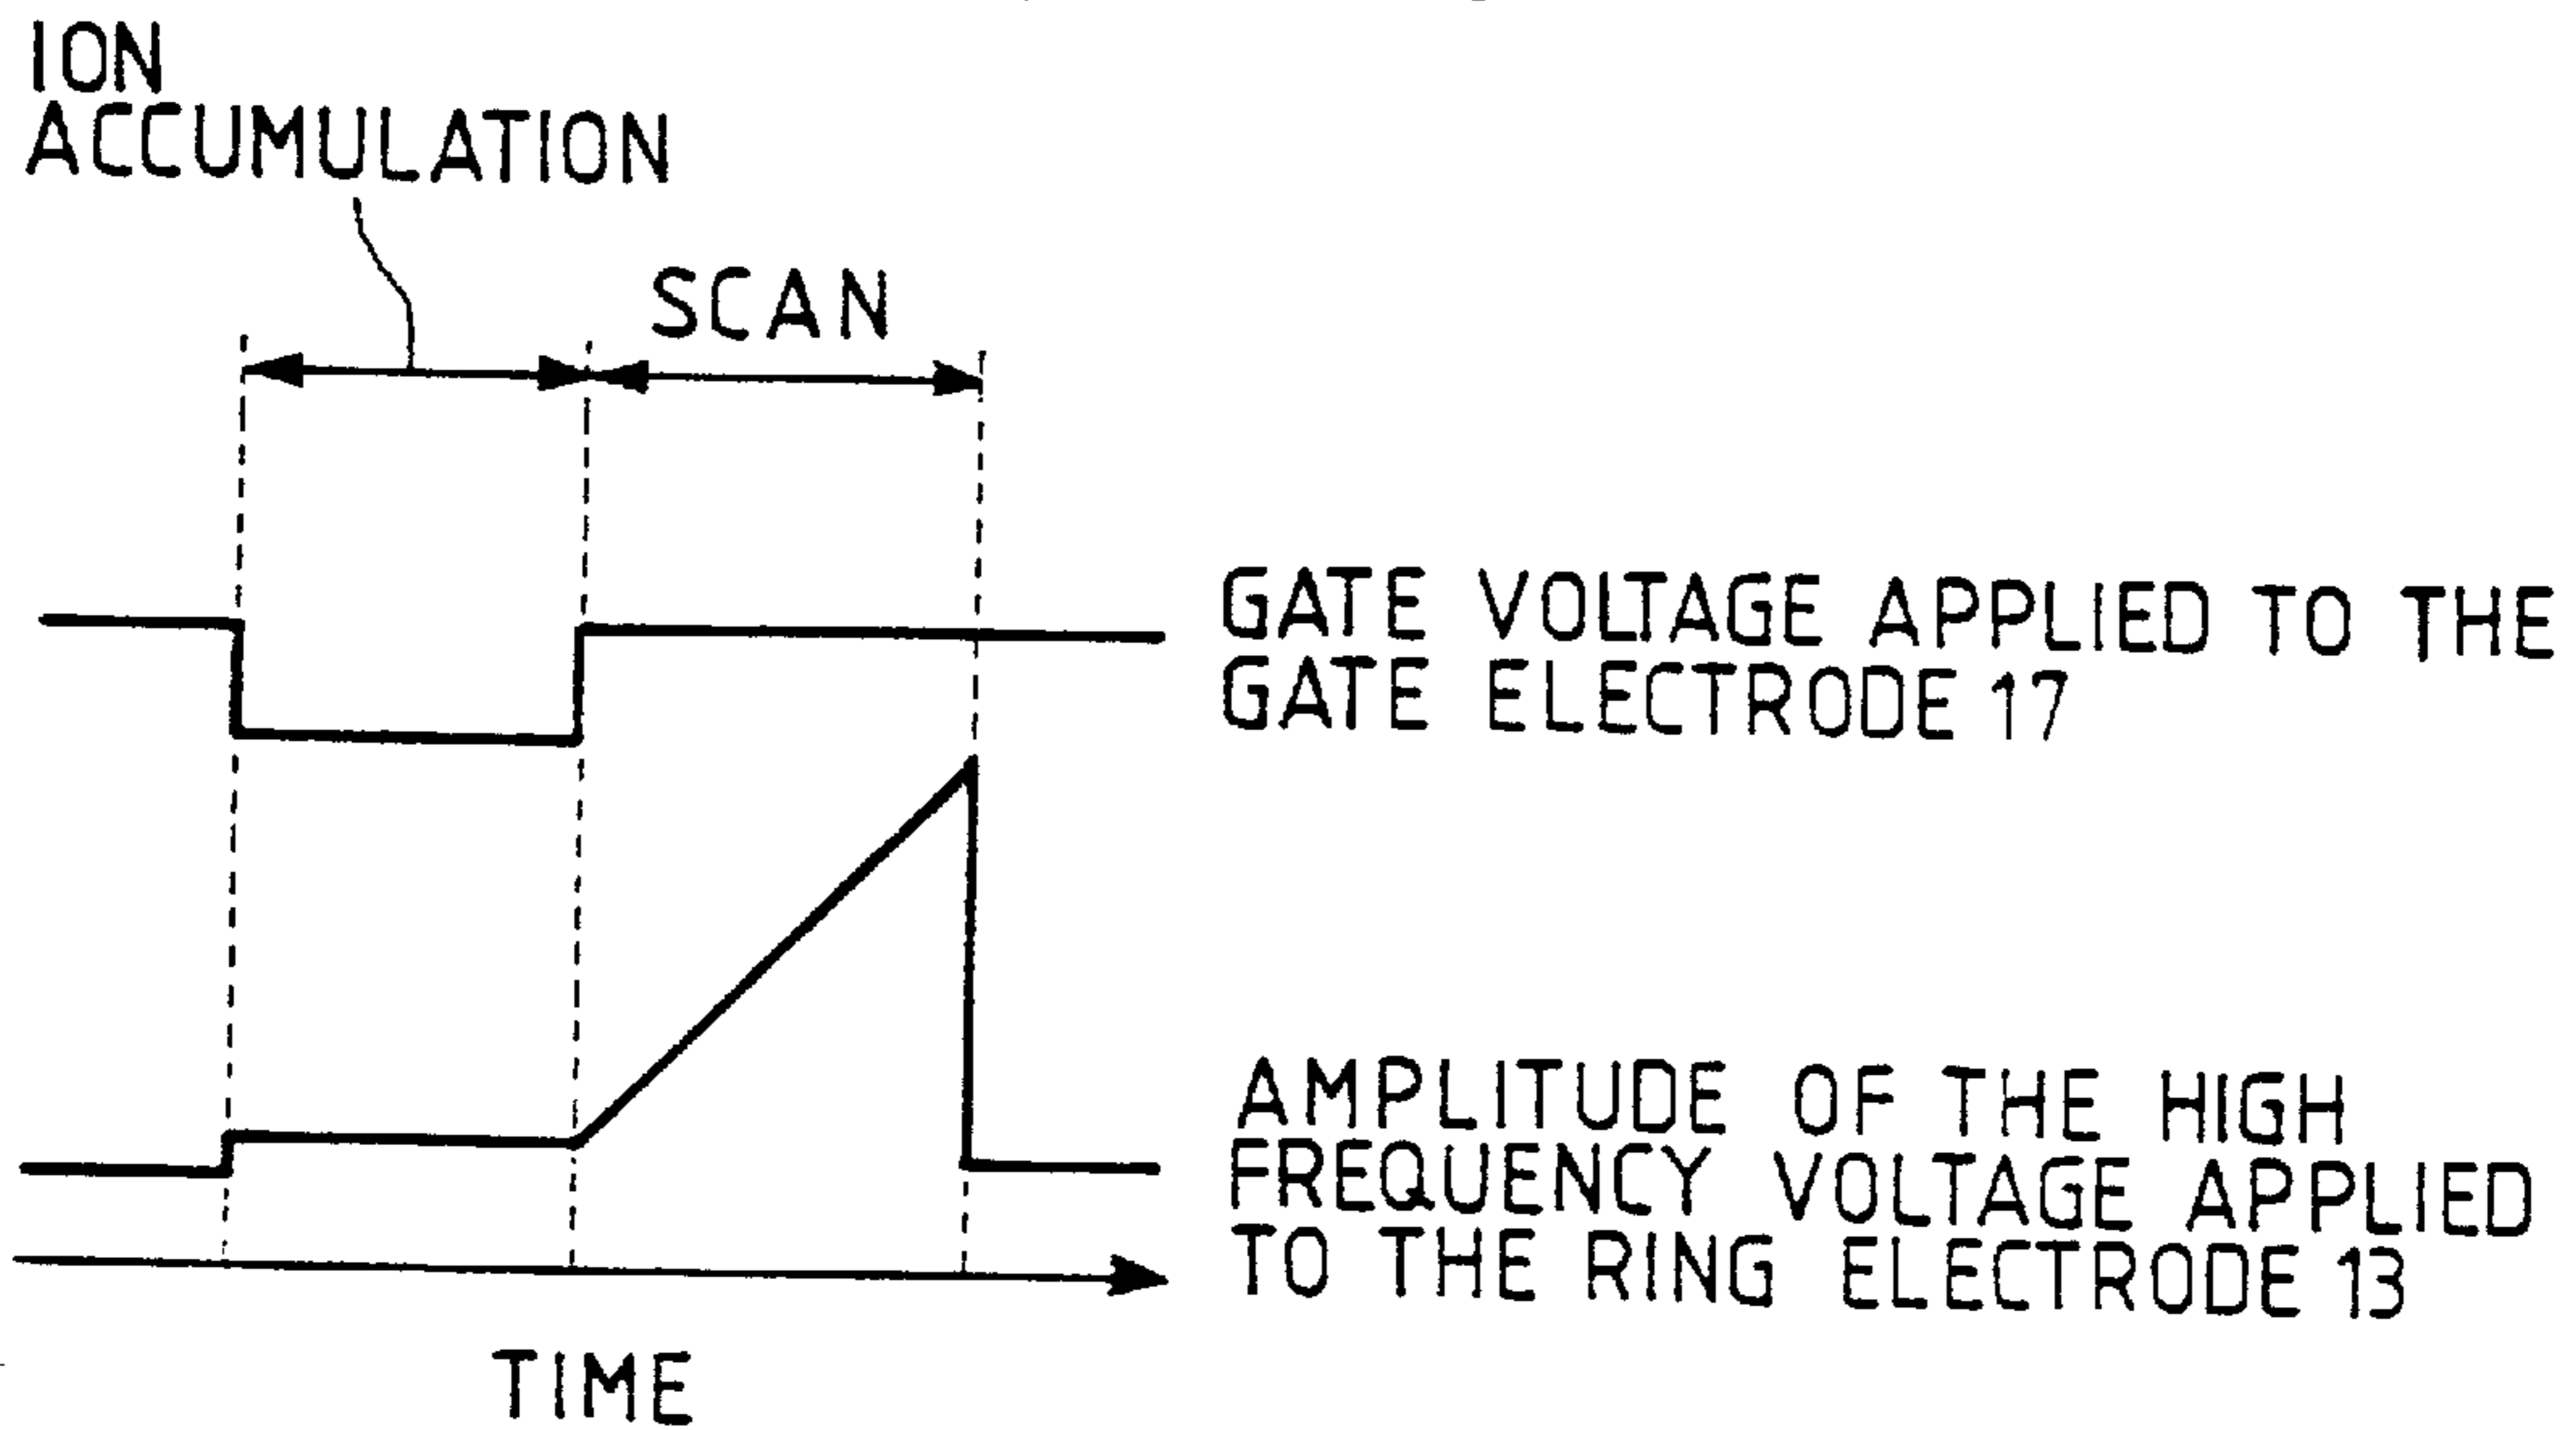 ION
ACCUMULATION
SCAN
GATE VOLTAGE APPLIED TO THE
GATE ELECTRODE 17
AMPLITUDE OF THE HIGH
FREQUENCY VOLTAGE APPLIED
TO THE RING ELECTRODE 13
TIME